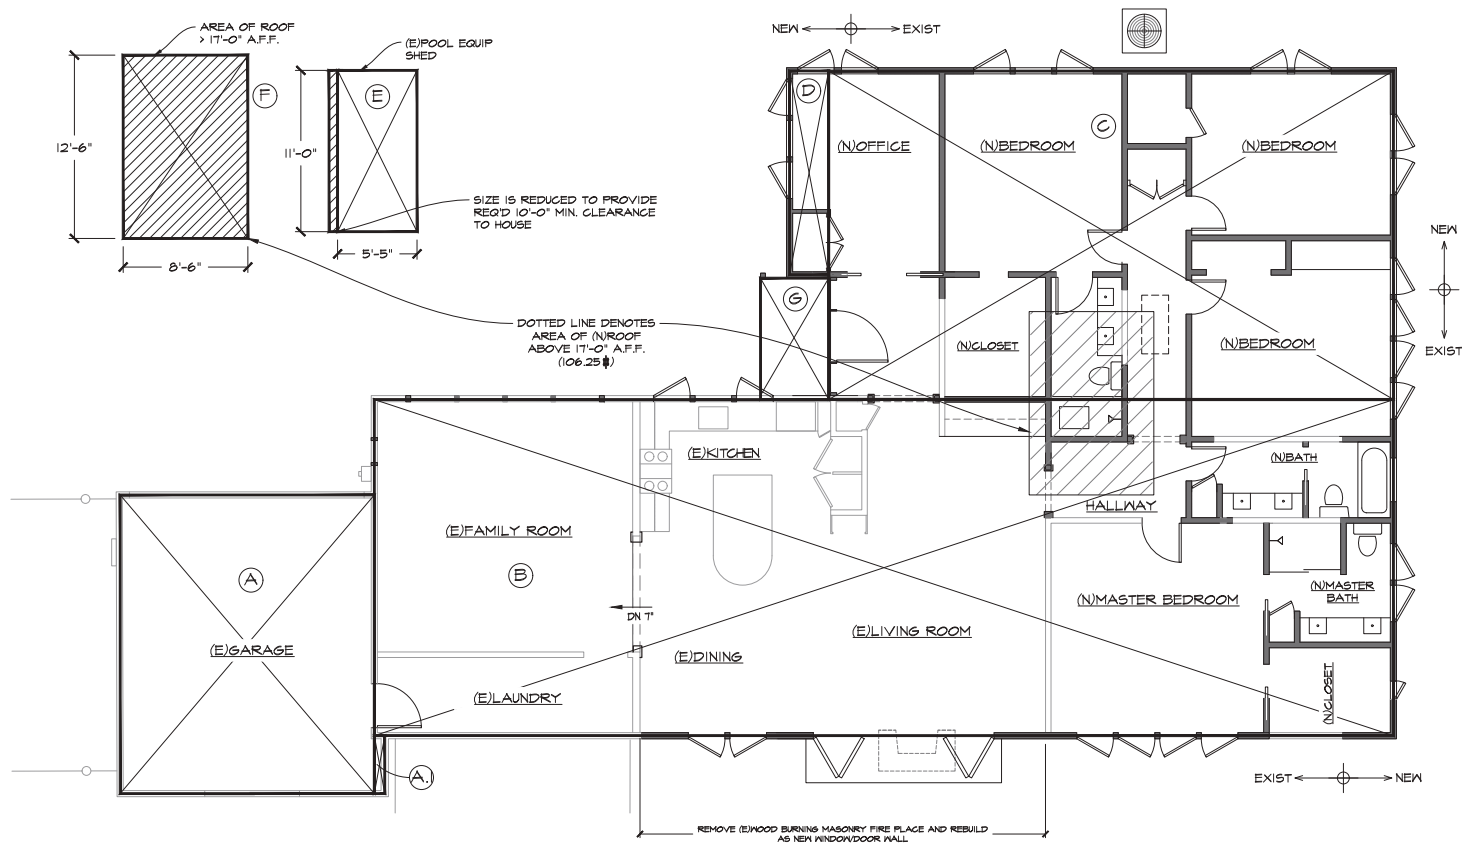 AREA OF ROOF
> 17'-0" A.F.F.
(E)POOL EQUIP
SHED
NEW
EXIST
F
E
D
C
12'-6"
11'-0"
(N)OFFICE
(N)BEDROOM
(N)BEDROOM
SIZE IS REDUCED TO PROVIDE
REQ'D 10'-0" MIN. CLEARANCE
TO HOUSE
8'-6"
5'-5"
NEW
EXIST
G
DOTTED LINE DENOTES
AREA OF (N)ROOF
ABOVE 17'-0" A.F.F.
(106.25 )
(N)CLOSET
(N)BEDROOM
(E)KITCHEN
(N)BATH
HALLWAY
(E)FAMILY ROOM
A
B
(N)MASTER
BATH
(N)MASTER BEDROOM
DN 7"
(E)GARAGE
(E)LIVING ROOM
(E)DINING
(E)LAUNDRY
(N)CLOSET
A.1
EXIST
NEW
REMOVE (E)WOOD BURNING MASONRY FIRE PLACE AND REBUILD
AS NEW WINDOW/DOOR WALL